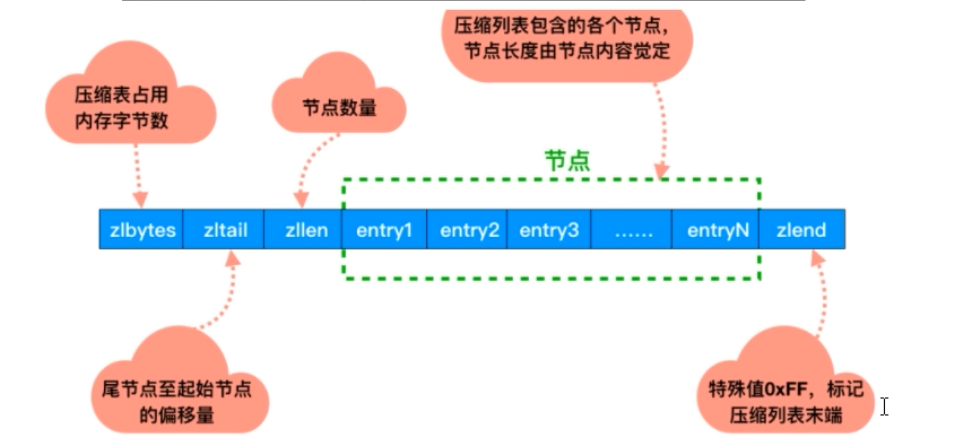 压缩列表包含的各个节点，
节点长度由节点内容觉定
压缩表占用
内存字节数
节点数量
节点
zlbytes zltail zllen entry1 entry2 entry3 …… entryN zlend
尾节点至起始节点
的偏移量
特殊值0xFF，标记
压缩列表末端